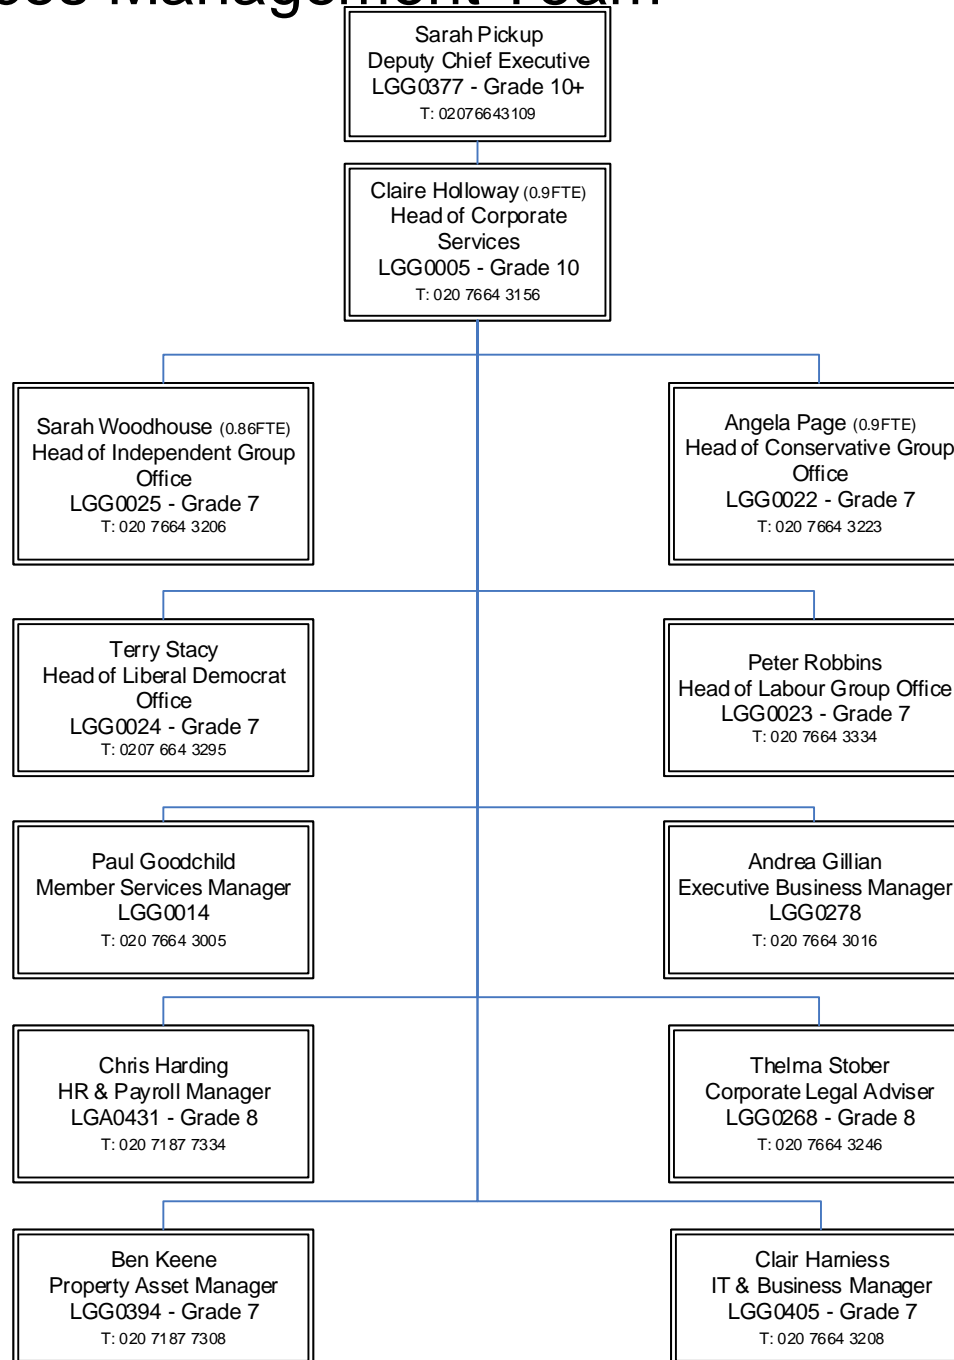 Management Team
Sarah Pickup
Deputy Chief Executive
LGG0377 - Grade 10+
T: 02076643109
Claire Holloway (0.9FTE)
Head of Corporate
Services
LGG0005 - Grade 10
T: 020 7664 3156
Sarah Woodhouse (0.86FTE)
Head of Independent Group
Office
LGG0025 - Grade 7
T: 020 7664 3206
Angela Page (0.9FTE)
Head of Conservative Group
Office
LGG0022 - Grade 7
T: 020 7664 3223
Terry Stacy
Head of Liberal Democrat
Office
LGG0024 - Grade 7
T: 0207 664 3295
Peter Robbins
Head of Labour Group Office
LGG0023 - Grade 7
T: 020 7664 3334
Paul Goodchild
Member Services Manager
LGG0014
T: 020 7664 3005
Andrea Gillian
Executive Business Manager
LGG0278
T: 020 7664 3016
Chris Harding
HR & Payroll Manager
LGA0431 - Grade 8
T: 020 7187 7334
Thelma Stober
Corporate Legal Adviser
LGG0268 - Grade 8
T: 020 7664 3246
Ben Keene
Property Asset Manager
LGG0394 - Grade 7
T: 020 7187 7308
Clair Harniess
IT & Business Manager
LGG0405 - Grade 7
T: 020 7664 3208